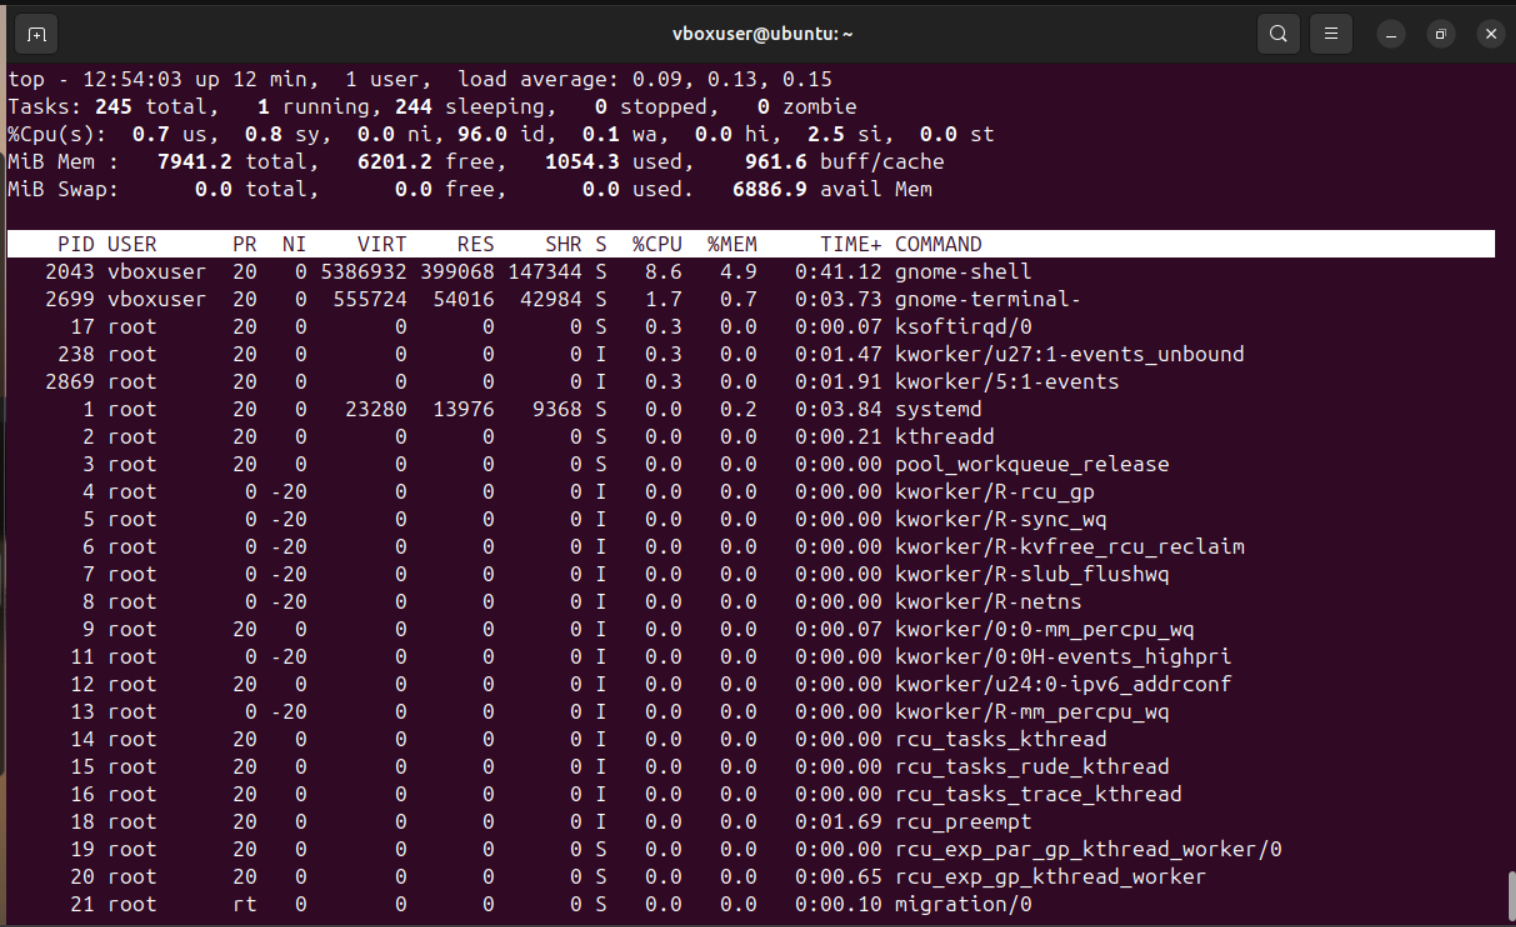 vboxuser@ubuntu: ~
top - 12:54:03 up 12 min,  1 user,  load average: 0.09, 0.13, 0.15
Tasks: 245 total,   1 running, 244 sleeping,   0 stopped,   0 zombie
%Cpu(s):  0.7 us,  0.8 sy,  0.0 ni, 96.0 id,  0.1 wa,  0.0 hi,  2.5 si,  0.0 st
MiB Mem :   7941.2 total,   6201.2 free,   1054.3 used,    961.6 buff/cache
MiB Swap:      0.0 total,      0.0 free,      0.0 used.   6886.9 avail Mem
    PID USER      PR  NI    VIRT    RES    SHR S  %CPU  %MEM     TIME+ COMMAND
   2043 vboxuser  20   0 5386932 399068 147344 S   8.6   4.9   0:41.12 gnome-shell
   2699 vboxuser  20   0  555724  54016  42984 S   1.7   0.7   0:03.73 gnome-terminal-
     17 root      20   0       0      0      0 S   0.3   0.0   0:00.07 ksoftirqd/0
    238 root      20   0       0      0      0 I   0.3   0.0   0:01.47 kworker/u27:1-events_unbound
   2869 root      20   0       0      0      0 I   0.3   0.0   0:01.91 kworker/5:1-events
      1 root      20   0   23280  13976   9368 S   0.0   0.2   0:03.84 systemd
      2 root      20   0       0      0      0 S   0.0   0.0   0:00.21 kthreadd
      3 root      20   0       0      0      0 S   0.0   0.0   0:00.00 pool_workqueue_release
      4 root       0 -20       0      0      0 I   0.0   0.0   0:00.00 kworker/R-rcu_gp
      5 root       0 -20       0      0      0 I   0.0   0.0   0:00.00 kworker/R-sync_wq
      6 root       0 -20       0      0      0 I   0.0   0.0   0:00.00 kworker/R-kvfree_rcu_reclaim
      7 root       0 -20       0      0      0 I   0.0   0.0   0:00.00 kworker/R-slub_flushwq
      8 root       0 -20       0      0      0 I   0.0   0.0   0:00.00 kworker/R-netns
      9 root      20   0       0      0      0 I   0.0   0.0   0:00.07 kworker/0:0-mm_percpu_wq
     11 root       0 -20       0      0      0 I   0.0   0.0   0:00.00 kworker/0:0H-events_highpri
     12 root      20   0       0      0      0 I   0.0   0.0   0:00.00 kworker/u24:0-ipv6_addrconf
     13 root       0 -20       0      0      0 I   0.0   0.0   0:00.00 kworker/R-mm_percpu_wq
     14 root      20   0       0      0      0 I   0.0   0.0   0:00.00 rcu_tasks_kthread
     15 root      20   0       0      0      0 I   0.0   0.0   0:00.00 rcu_tasks_rude_kthread
     16 root      20   0       0      0      0 I   0.0   0.0   0:00.00 rcu_tasks_trace_kthread
     18 root      20   0       0      0      0 I   0.0   0.0   0:01.69 rcu_preempt
     19 root      20   0       0      0      0 S   0.0   0.0   0:00.00 rcu_exp_par_gp_kthread_worker/0
     20 root      20   0       0      0      0 S   0.0   0.0   0:00.65 rcu_exp_gp_kthread_worker
     21 root      rt   0       0      0      0 S   0.0   0.0   0:00.10 migration/0